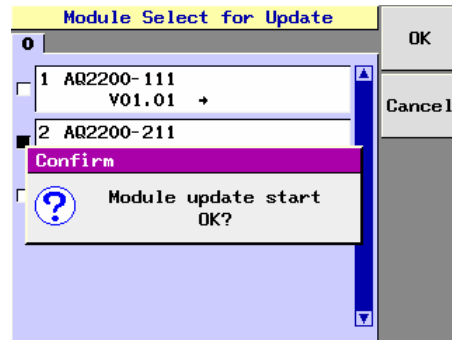 Module Select for Update
0
OK
1 AQ2200-111
V01.01 →
Cancel
2 AQ2200-211
Confirm
?
Module update start
OK?